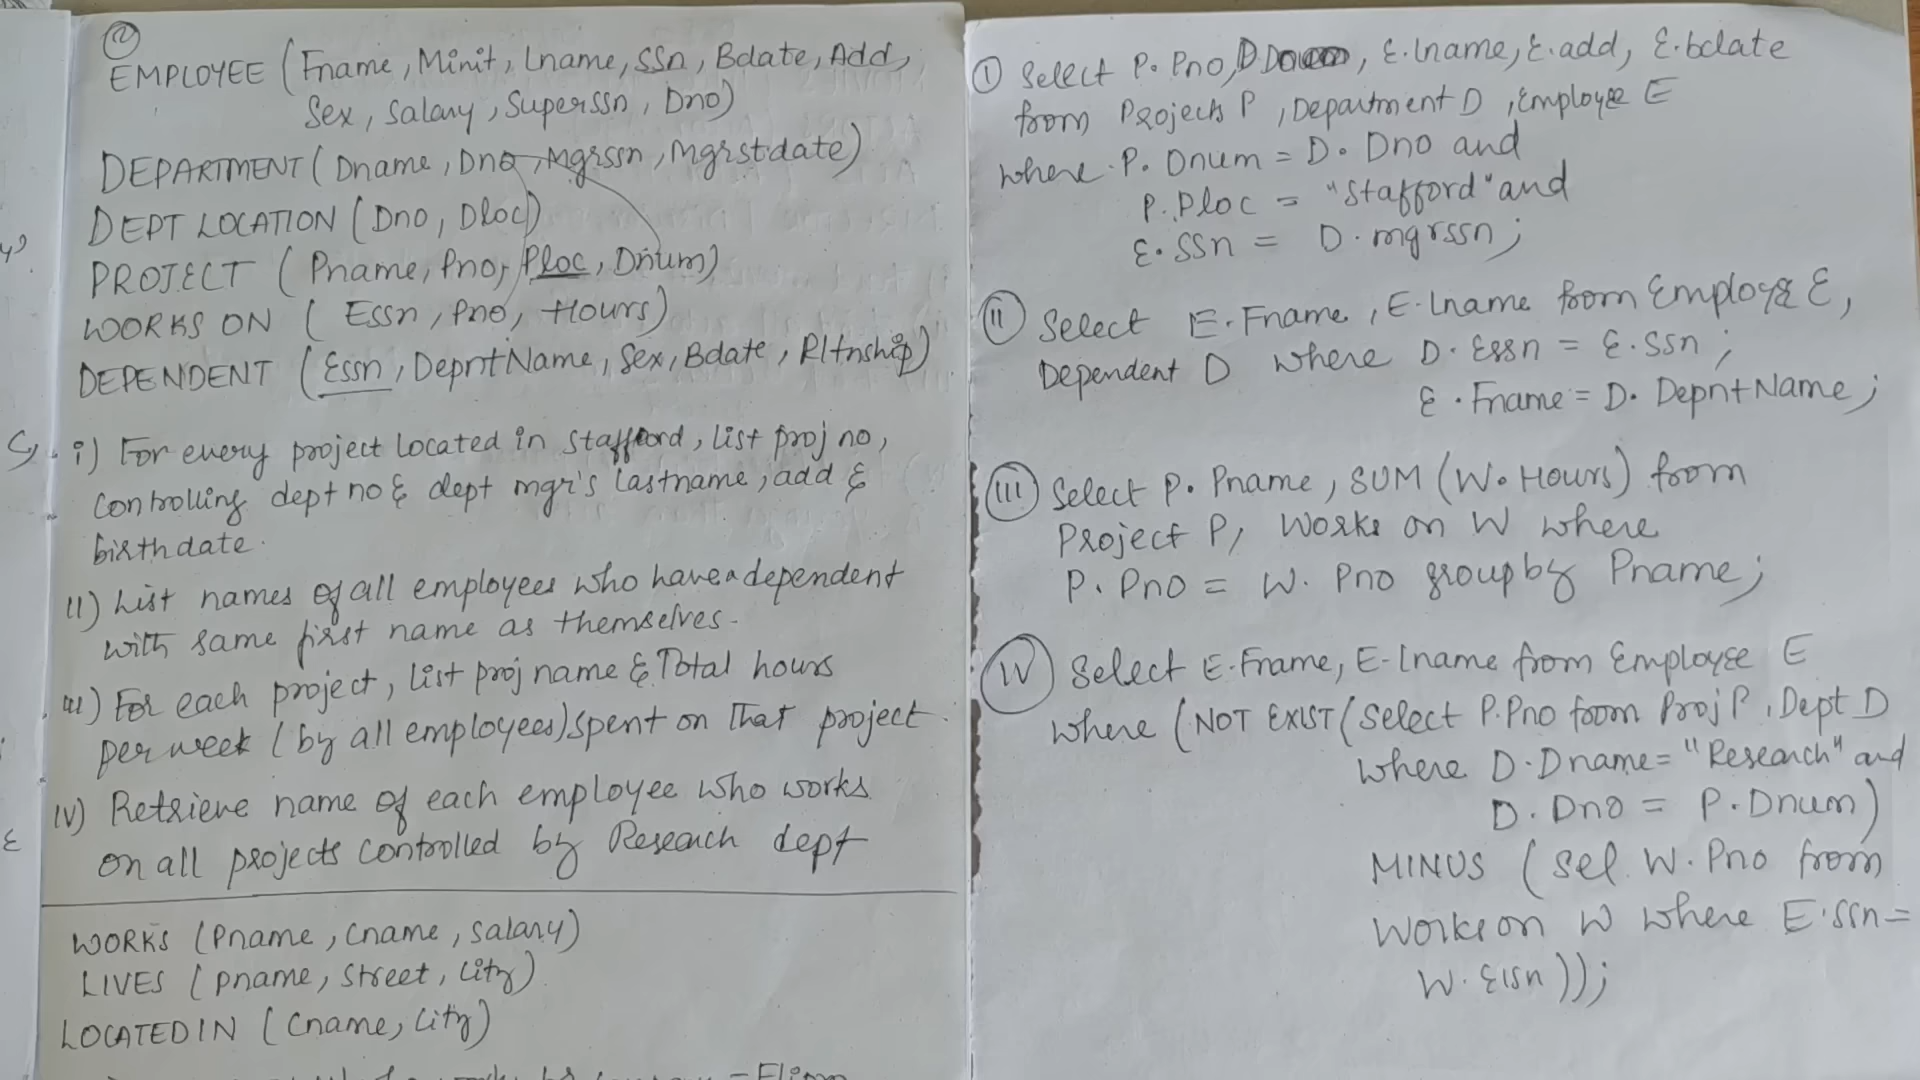 EMPLOYEE (Fname, Minit, Lname, SSn, Bdate, Add,
Sex, Salary, Superssn, Dno)
DEPARTMENT (Dname, Dno, Mgrssn, Mgrstdate)
DEPT LOCATION (Dno, Dloc)
PROJECT (Pname, Pno, Ploc, Dnum)
WORKS ON ( Essn, Pno, Hours)
DEPENDENT (Essn, DepntName, Sex, Bdate, Rltnship)
i) For every project located in Stafford, list proj no,
Controlling dept no & dept mgr's lastname, add &
birthdate.
ii) List names of all employees who have a dependent
with same first name as themselves.
iii) For each project, list proj name & Total hours
per week (by all employees) spent on That project.
iv) Retrieve name of each employee who works
on all projects controlled by Research dept
WORKS (Pname, Cname, Salary)
LIVES (Pname, Street, City)
LOCATED IN (Cname, City)
I Select P. Pno, E.lname, E.add, E.bdate
from Projects P, Department D, Employee E
where P. Dnum = D. Dno and
P. Ploc = "Stafford" and
E. SSn = D. mgrssn;
II Select E. Fname, E. lname from Employee E,
Dependent D where D. Essn = E. SSn;
E. Fname = D. DepntName;
III Select P. Pname, SUM (W. Hours) from
Project P, Works on W where
P. Pno = W. Pno group by Pname;
IV Select E.Fname, E-lname from Employee E
where (NOT EXIST (Select P.Pno from Proj P, Dept D
where D.Dname = "Research" and
D. Dno = P. Dnum)
MINUS (sel W. Pno from
Works on W where E.ssn =
W. Essn));